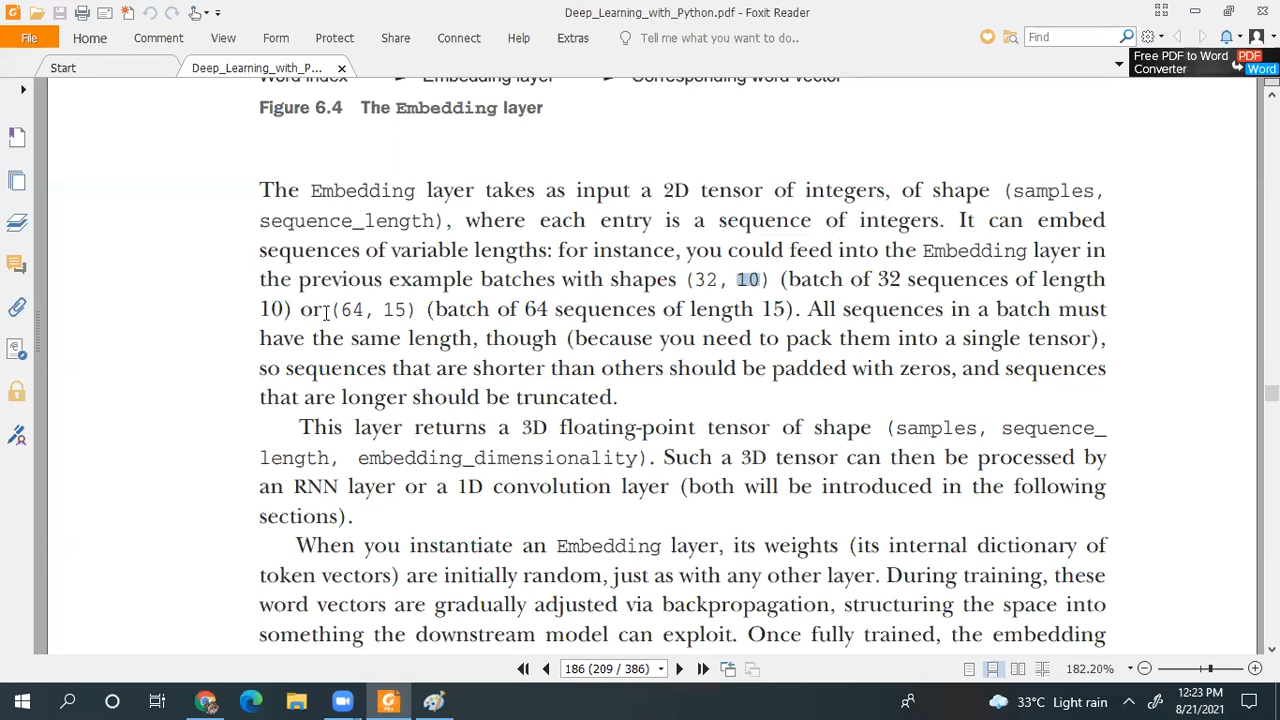 Deep_Learning_with_Python.pdf - Foxit Reader
File Home Comment View Form Protect Share Connect Help Extras Tell me what you want to do.. Find
Start Deep_Learning_with_P... Free PDF to Word Converter PDF Word
Word index Embedding layer Corresponding word vector
Figure 6.4 The Embedding layer
The Embedding layer takes as input a 2D tensor of integers, of shape (samples,
sequence_length), where each entry is a sequence of integers. It can embed
sequences of variable lengths: for instance, you could feed into the Embedding layer in
the previous example batches with shapes (32, 10) (batch of 32 sequences of length
10) or (64, 15) (batch of 64 sequences of length 15). All sequences in a batch must
have the same length, though (because you need to pack them into a single tensor),
so sequences that are shorter than others should be padded with zeros, and sequences
that are longer should be truncated.
This layer returns a 3D floating-point tensor of shape (samples, sequence_
length, embedding_dimensionality). Such a 3D tensor can then be processed by
an RNN layer or a 1D convolution layer (both will be introduced in the following
sections).
When you instantiate an Embedding layer, its weights (its internal dictionary of
token vectors) are initially random, just as with any other layer. During training, these
word vectors are gradually adjusted via backpropagation, structuring the space into
something the downstream model can exploit. Once fully trained, the embedding
186 (209 / 386) 182.20%
33°C Light rain 12:23 PM
8/21/2021